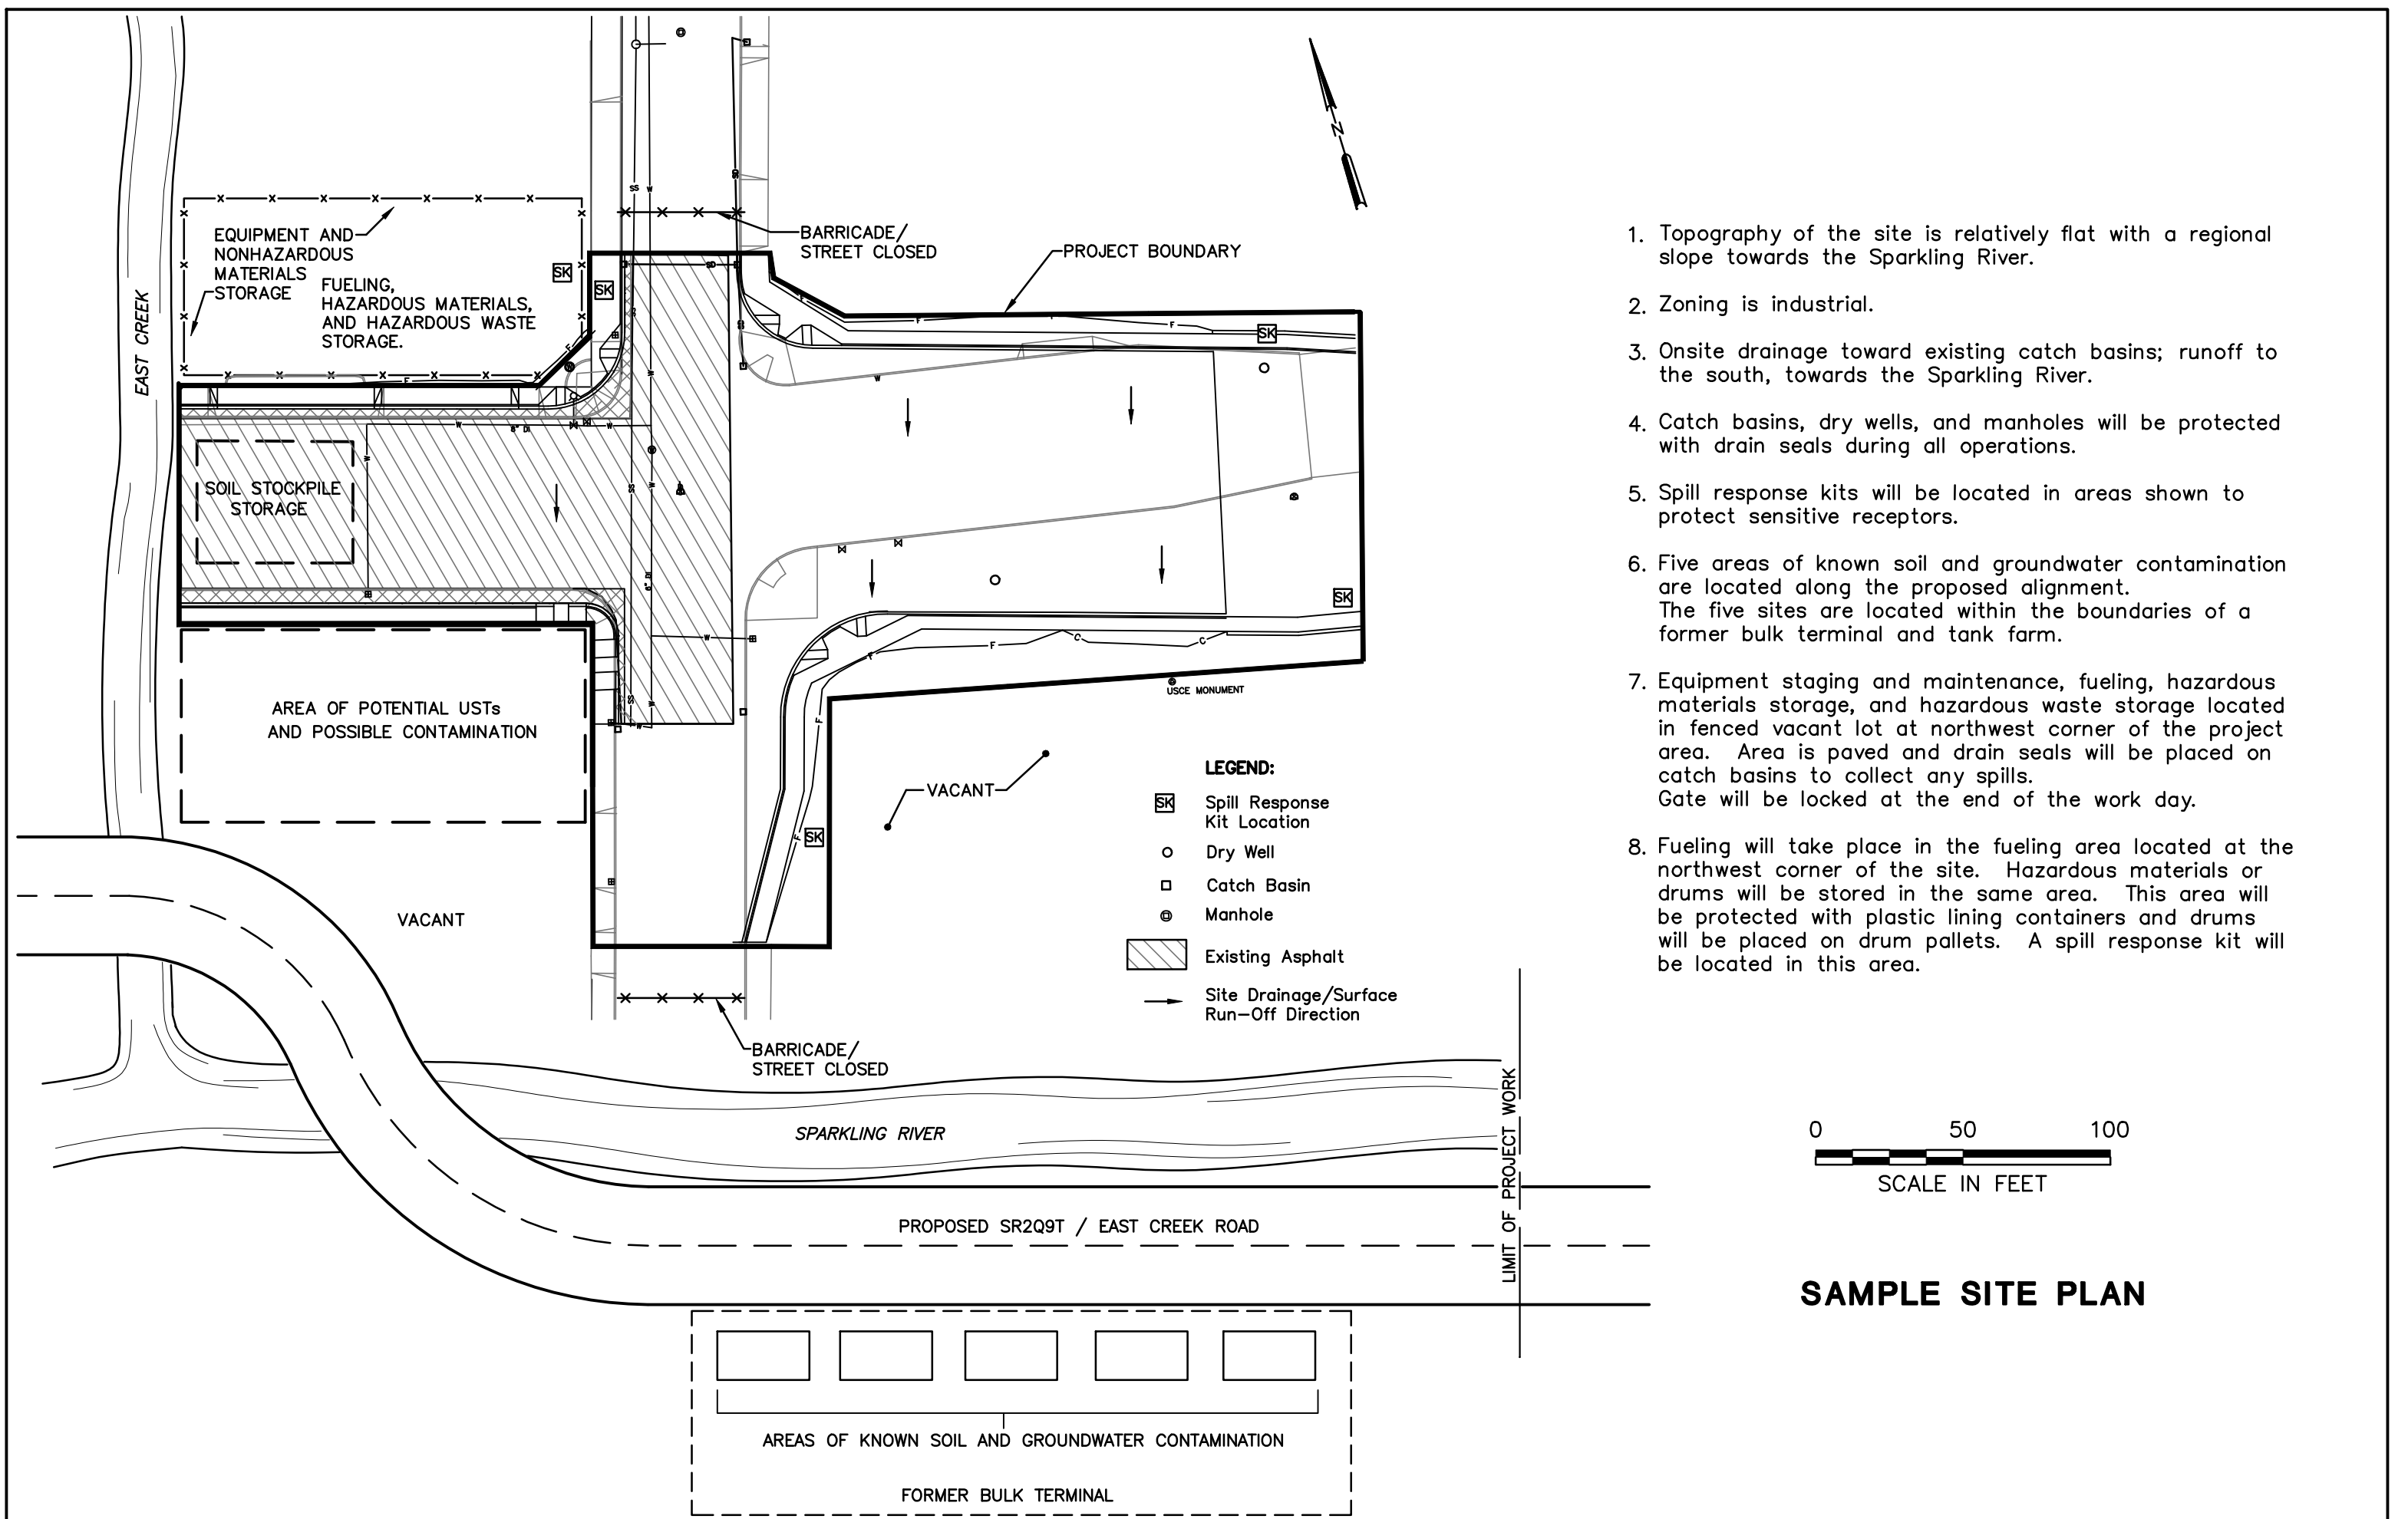 N
BARRICADE/
STREET CLOSED
PROJECT BOUNDARY
EQUIPMENT AND
NONHAZARDOUS
MATERIALS
STORAGE
FUELING,
HAZARDOUS MATERIALS,
AND HAZARDOUS WASTE
STORAGE.
SK
SK
SK
SK
SK
SS
W
SD
SD
SS
W
F
F
F
W
W
8" DI
W
W
SS
W
6" DI
W
SS
W
W
F
F
F
F
C
C
EAST CREEK
SOIL STOCKPILE
STORAGE
AREA OF POTENTIAL USTs
AND POSSIBLE CONTAMINATION
USCE MONUMENT
VACANT
VACANT
LEGEND:
SK Spill Response
Kit Location
Dry Well
Catch Basin
Manhole
Existing Asphalt
Site Drainage/Surface
Run-Off Direction
BARRICADE/
STREET CLOSED
SPARKLING RIVER
PROPOSED SR2Q9T / EAST CREEK ROAD
LIMIT OF PROJECT WORK
AREAS OF KNOWN SOIL AND GROUNDWATER CONTAMINATION
FORMER BULK TERMINAL
1. Topography of the site is relatively flat with a regional
slope towards the Sparkling River.
2. Zoning is industrial.
3. Onsite drainage toward existing catch basins; runoff to
the south, towards the Sparkling River.
4. Catch basins, dry wells, and manholes will be protected
with drain seals during all operations.
5. Spill response kits will be located in areas shown to
protect sensitive receptors.
6. Five areas of known soil and groundwater contamination
are located along the proposed alignment.
The five sites are located within the boundaries of a
former bulk terminal and tank farm.
7. Equipment staging and maintenance, fueling, hazardous
materials storage, and hazardous waste storage located
in fenced vacant lot at northwest corner of the project
area. Area is paved and drain seals will be placed on
catch basins to collect any spills.
Gate will be locked at the end of the work day.
8. Fueling will take place in the fueling area located at the
northwest corner of the site. Hazardous materials or
drums will be stored in the same area. This area will
be protected with plastic lining containers and drums
will be placed on drum pallets. A spill response kit will
be located in this area.
0 50 100
SCALE IN FEET
SAMPLE SITE PLAN